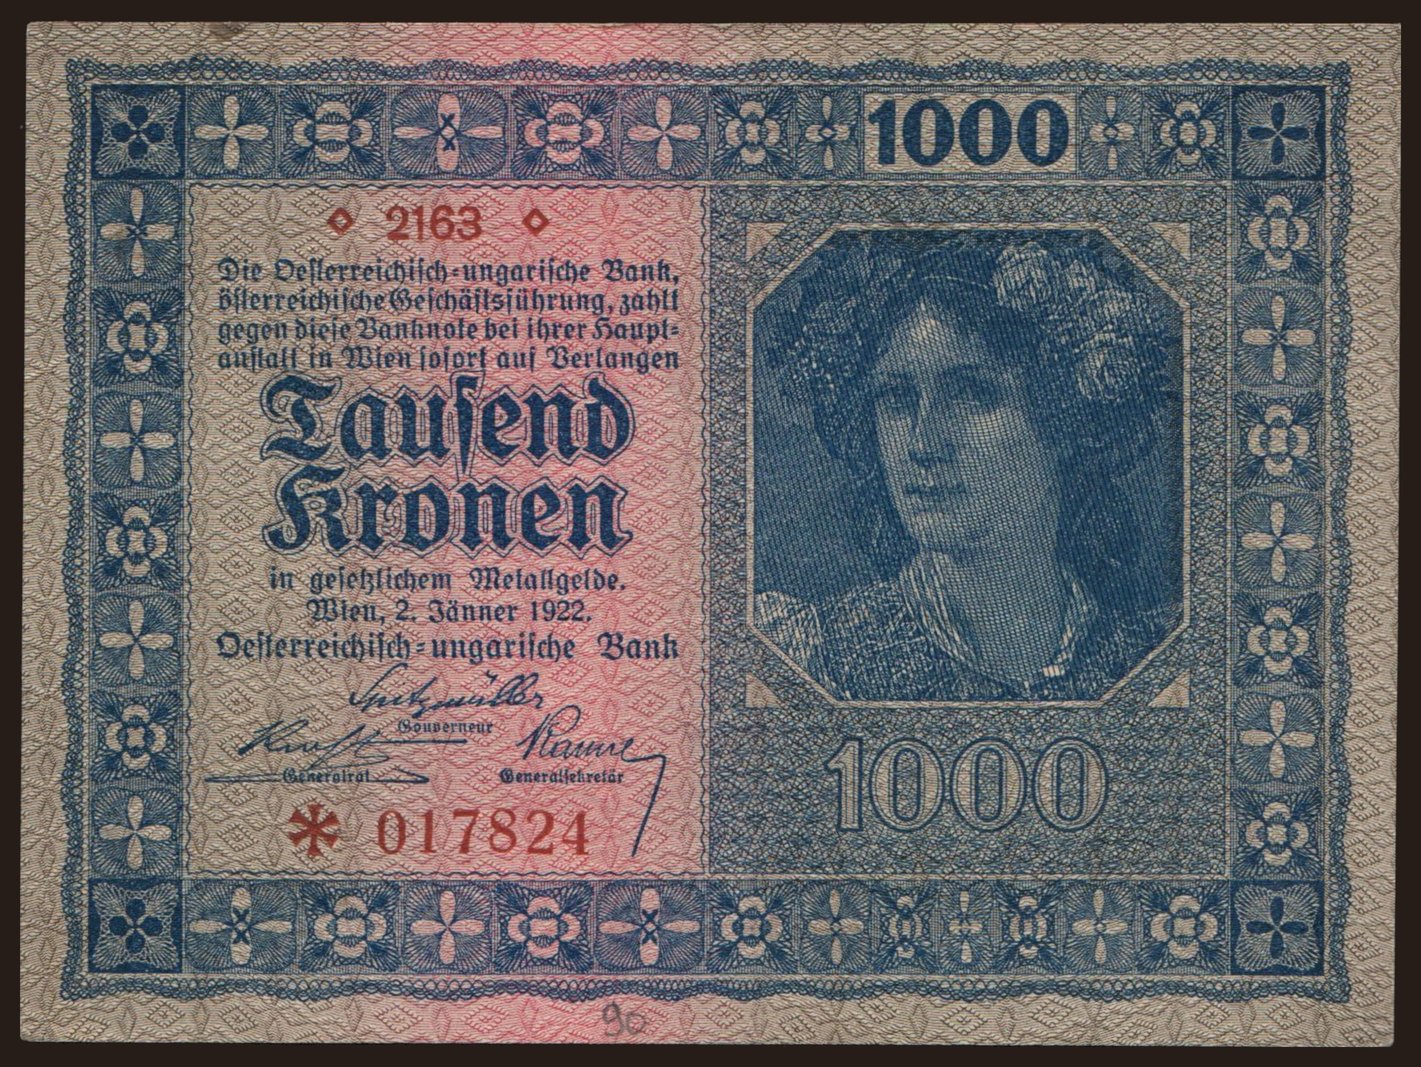 1000
◇ 2163 ◇
Die Oesterreichisch-ungarische Bank,
österreichische Geschäftsführung, zahlt
gegen diese Banknote bei ihrer Haupt-
anstalt in Wien sofort auf Verlangen
Tausend
Kronen
in gesetzlichem Metallgelde.
Wien, 2. Jänner 1922.
Oesterreichisch-ungarische Bank
Spitzmüller
Gouverneur
Generalrat
Generalsekretär
* 017824
1000
90